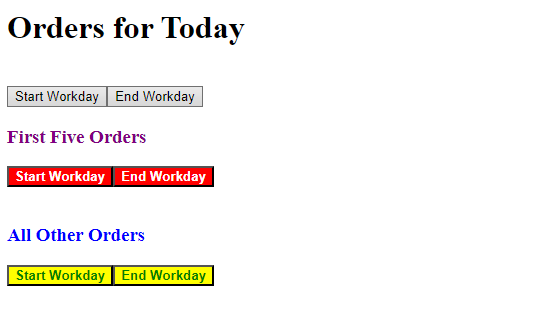 Orders for Today
Start Workday End Workday
First Five Orders
Start Workday End Workday
All Other Orders
Start Workday End Workday